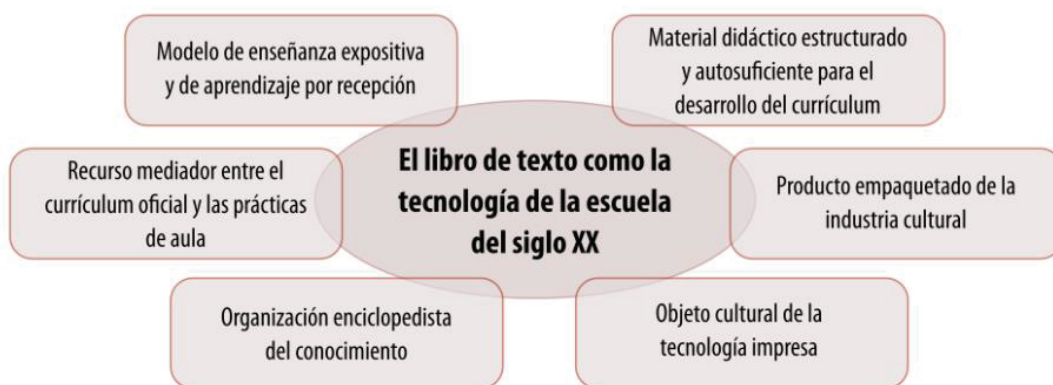 Modelo de enseñanza expositiva
y de aprendizaje por recepción
Material didáctico estructurado
y autosuficiente para el
desarrollo del currículum
Recurso mediador entre el
currículum oficial y las prácticas
de aula
El libro de texto como la
tecnología de la escuela
del siglo XX
Producto empaquetado de la
industria cultural
Organización enciclopedista
del conocimiento
Objeto cultural de la
tecnología impresa